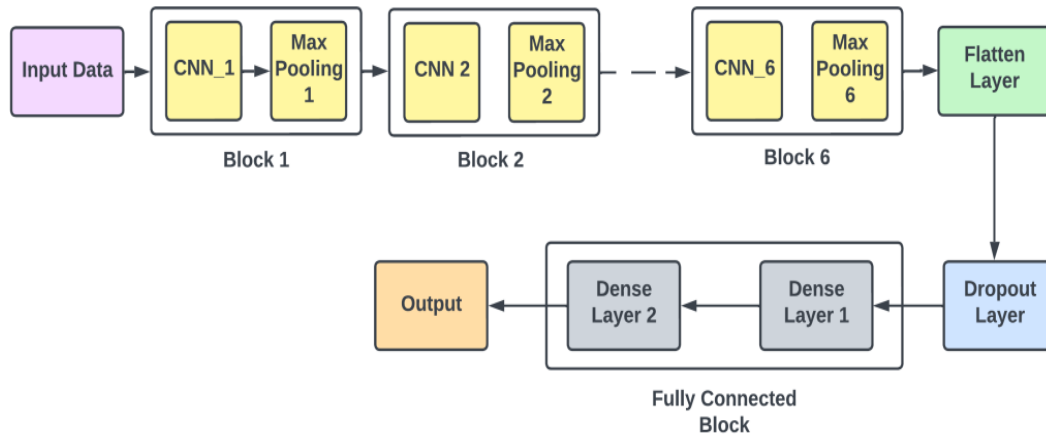 Input Data
CNN_1
Max
Pooling
1
Block 1
CNN 2
Max
Pooling
2
Block 2
CNN_6
Max
Pooling
6
Block 6
Flatten
Layer
Dropout
Layer
Dense
Layer 1
Dense
Layer 2
Fully Connected
Block
Output